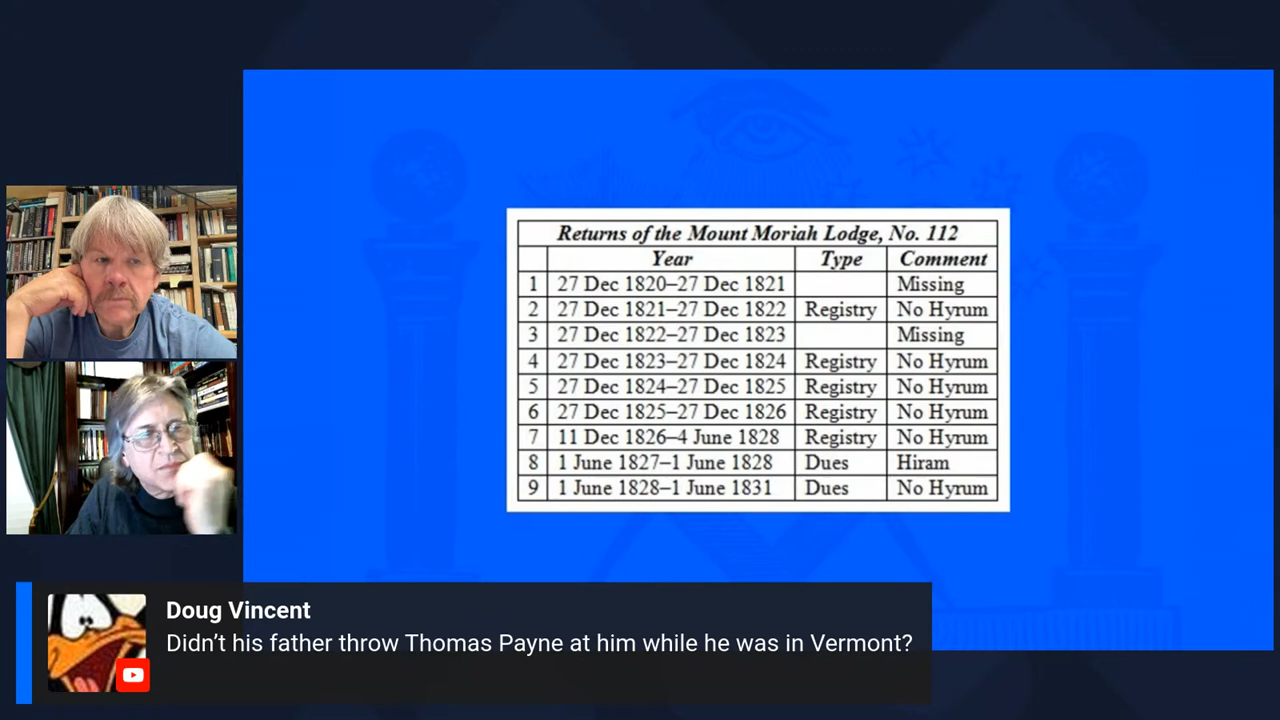 Returns of the Mount Moriah Lodge, No. 112
Year Type Comment
1 27 Dec 1820–27 Dec 1821 Missing
2 27 Dec 1821–27 Dec 1822 Registry No Hyrum
3 27 Dec 1822–27 Dec 1823 Missing
4 27 Dec 1823–27 Dec 1824 Registry No Hyrum
5 27 Dec 1824–27 Dec 1825 Registry No Hyrum
6 27 Dec 1825–27 Dec 1826 Registry No Hyrum
7 11 Dec 1826–4 June 1828 Registry No Hyrum
8 1 June 1827–1 June 1828 Dues Hiram
9 1 June 1828–1 June 1831 Dues No Hyrum
Doug Vincent
Didn’t his father throw Thomas Payne at him while he was in Vermont?